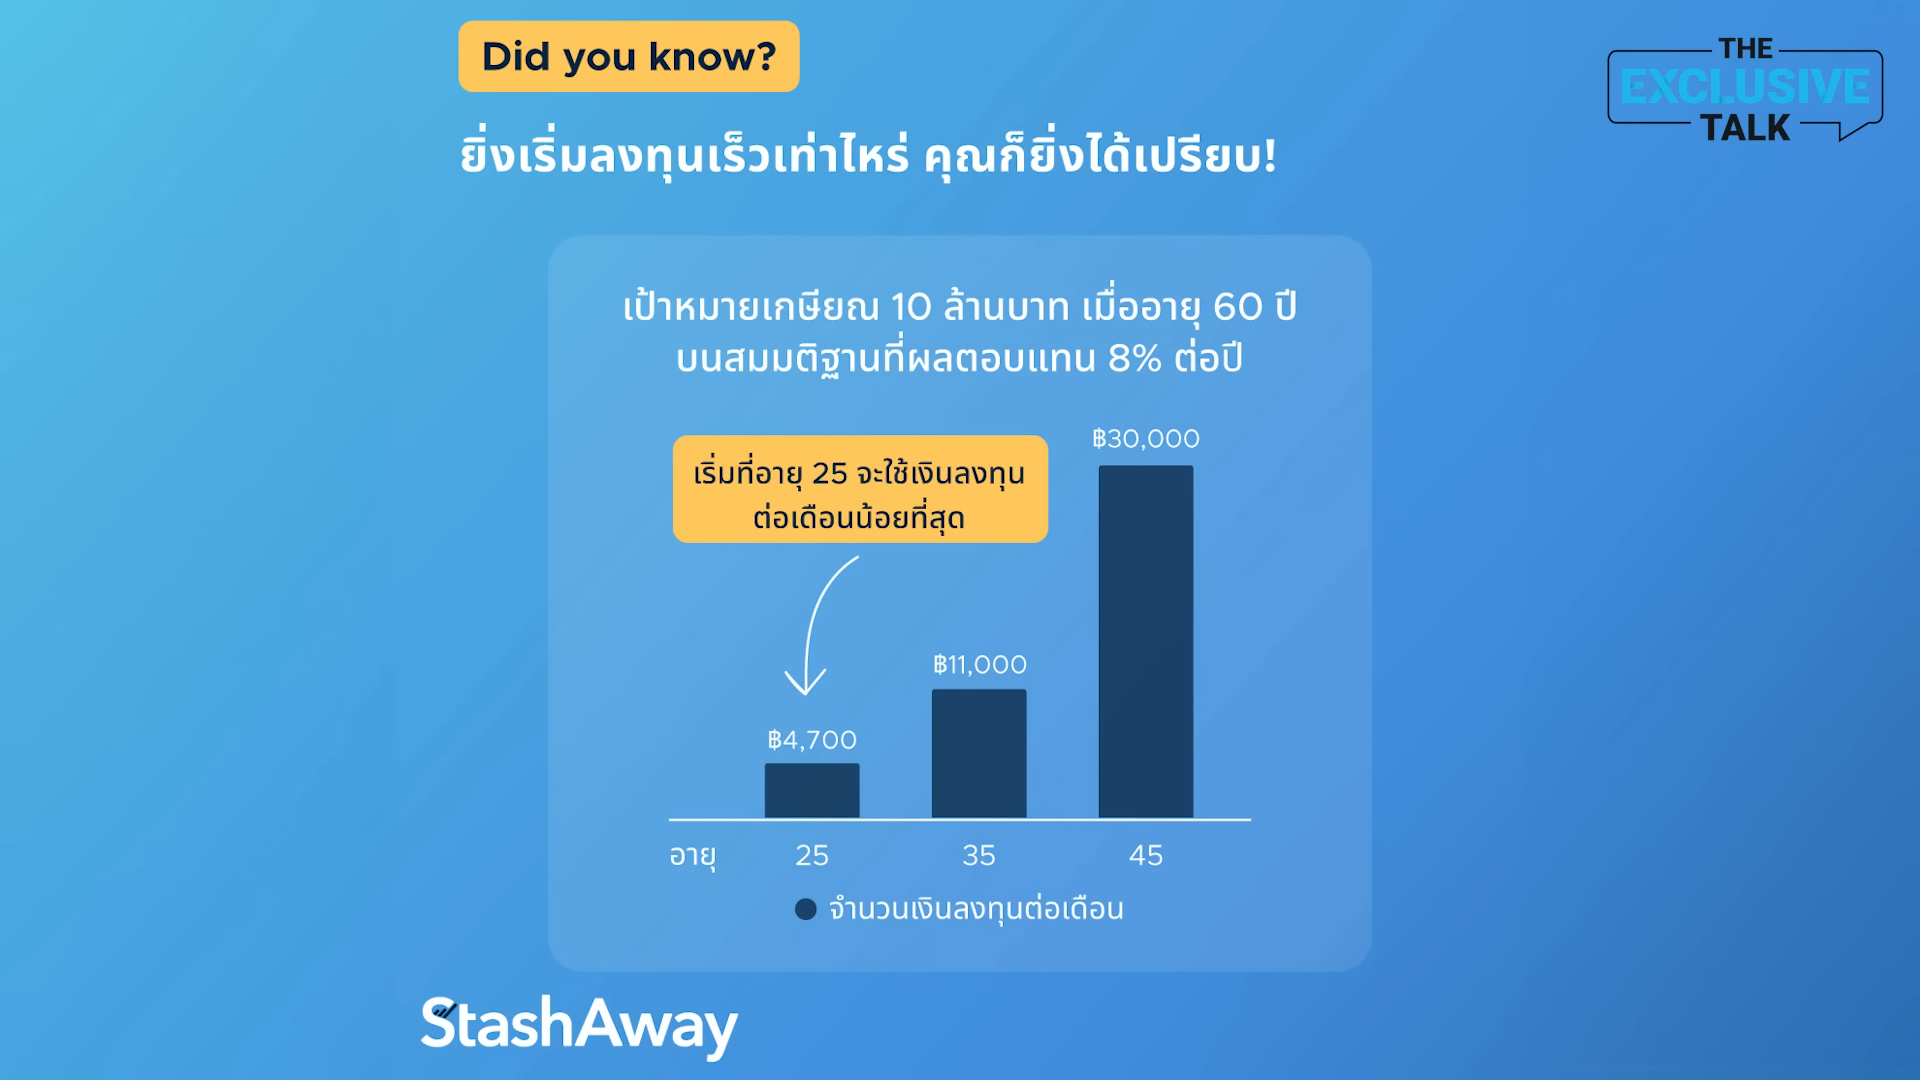 Did you know?
THE
EXCLUSIVE
TALK
ยิ่งเริ่มลงทุนเร็วเท่าไหร่ คุณก็ยิ่งได้เปรียบ!
เป้าหมายเกษียณ 10 ล้านบาท เมื่ออายุ 60 ปี
บนสมมติฐานที่ผลตอบแทน 8% ต่อปี
฿30,000
เริ่มที่อายุ 25 จะใช้เงินลงทุน
ต่อเดือนน้อยที่สุด
฿11,000
฿4,700
อายุ 25 35 45
จำนวนเงินลงทุนต่อเดือน
StashAway